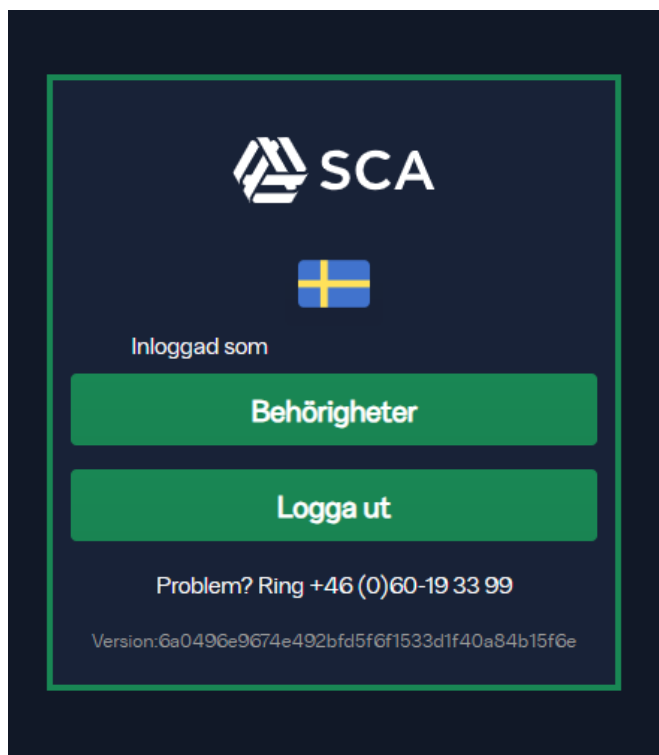 SCA
Inloggad som
Behörigheter
Logga ut
Problem? Ring +46 (0)60-19 33 99
Version:6a0496e9674e492bfd5f6f1533d1f40a84b15f6e